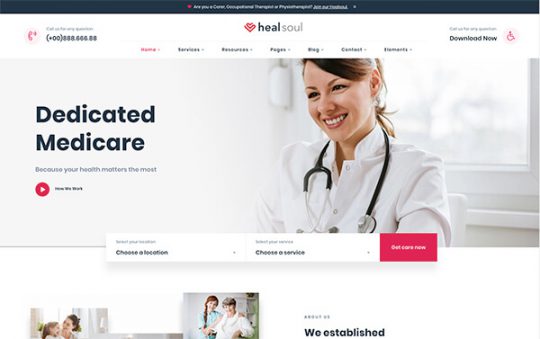 Are you a Carer, Occupational Therapist or Physiotherapist? Join our Healsoul.
Call us for any question
(+00)888.666.88
heal soul
Get us for any question
Download Now
Home
Services
Resources
Pages
Blog
Contact
Elements
Dedicated
Medicare
Because your health matters the most
How We Work
Select your location
Choose a location
Select your service
Choose a service
Get care now
ABOUT US
We established